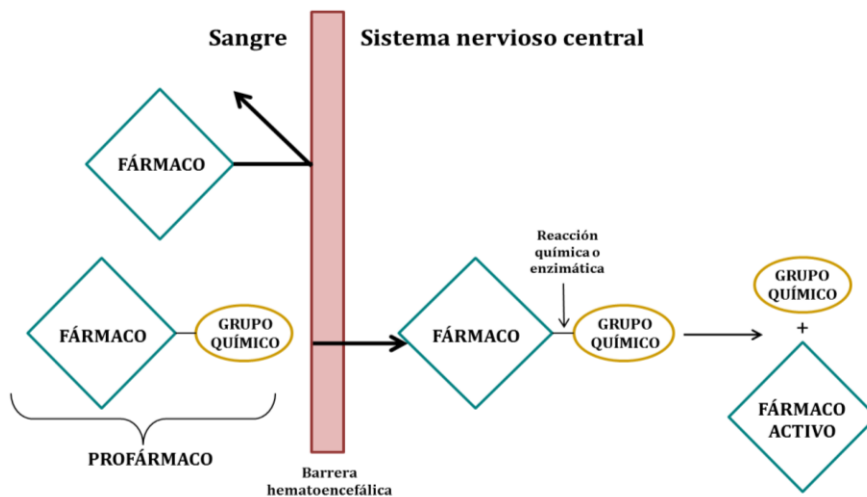 Sangre
Sistema nervioso central
FÁRMACO
FÁRMACO
GRUPO
QUÍMICO
PROFÁRMACO
Barrera
hematoencefálica
Reacción
química o
enzimática
FÁRMACO
GRUPO
QUÍMICO
GRUPO
QUÍMICO
+
FÁRMACO
ACTIVO